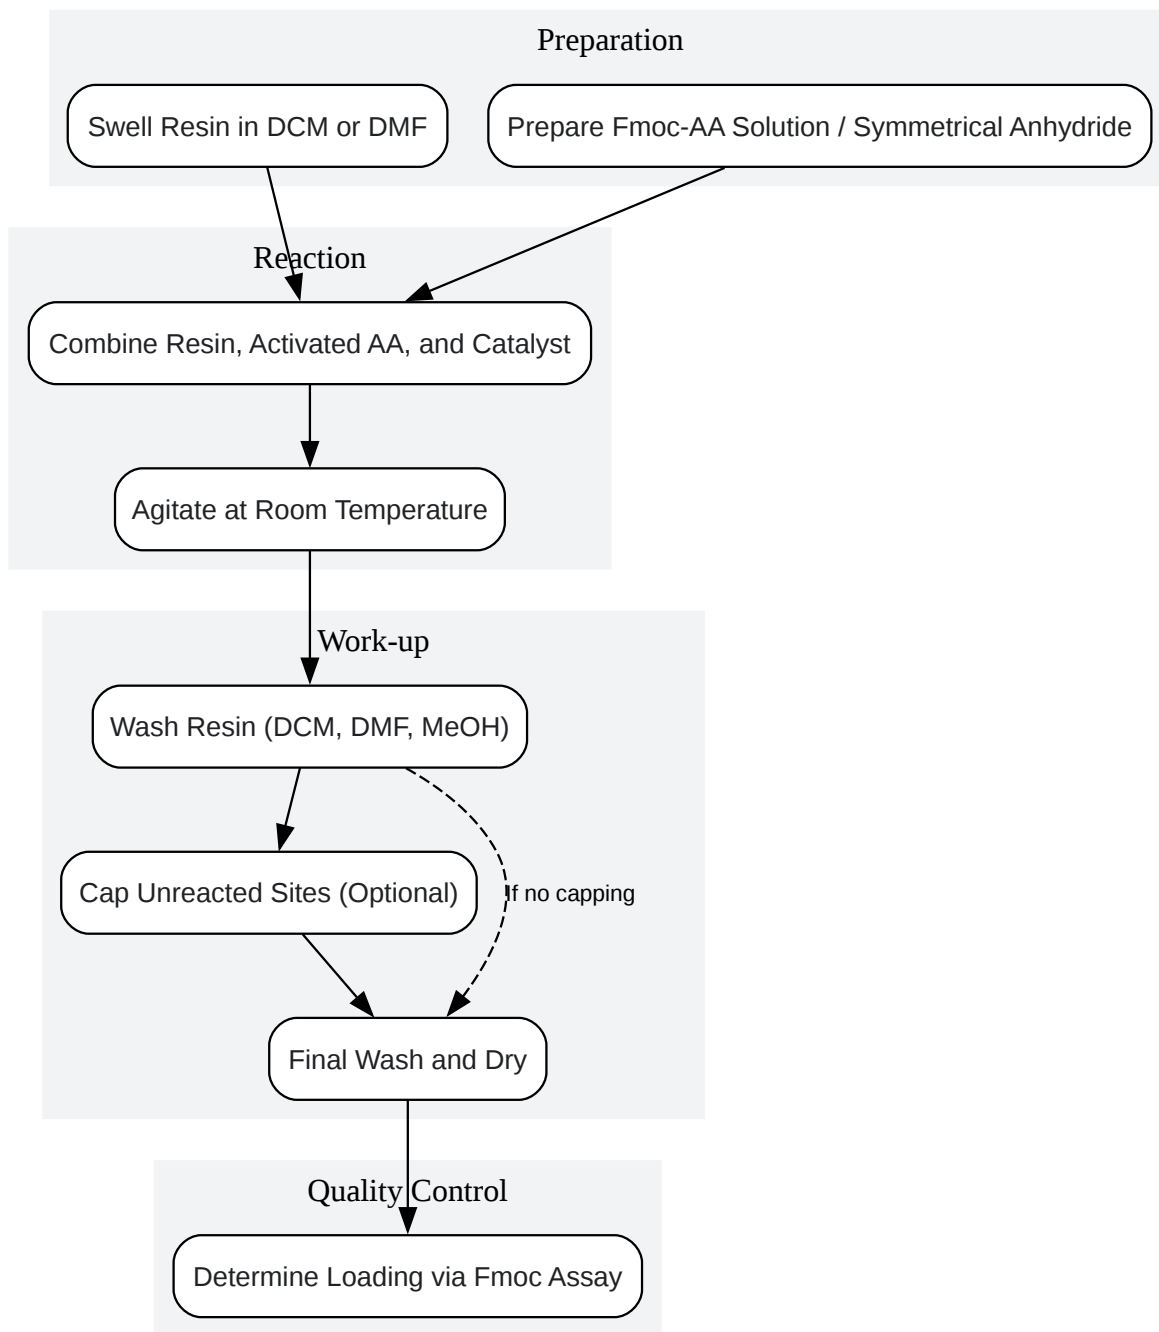 Preparation
Swell Resin in DCM or DMF
Prepare Fmoc-AA Solution / Symmetrical Anhydride
Reaction
Combine Resin, Activated AA, and Catalyst
Agitate at Room Temperature
Work-up
Wash Resin (DCM, DMF, MeOH)
Cap Unreacted Sites (Optional)
If no capping
Final Wash and Dry
Quality Control
Determine Loading via Fmoc Assay